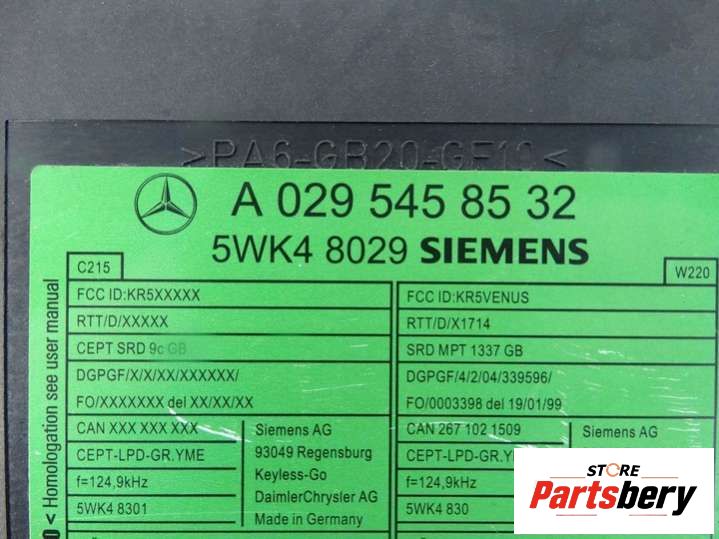 >PA6-GB20-GF10<
A 029 545 85 32
5WK4 8029 SIEMENS
C215
W220
FCC ID:KR5XXXXX
RTT/D/XXXXX
CEPT SRD 9c GB
DGPGF/X/X/XX/XXXXXX/
FO/XXXXXXX del XX/XX/XX
CAN XXX XXX XXX
CEPT-LPD-GR.YME
f=124,9kHz
5WK4 8301
Siemens AG
93049 Regensburg
Keyless-Go
DaimlerChrysler AG
Made in Germany
FCC ID:KR5VENUS
RTT/D/X1714
SRD MPT 1337 GB
DGPGF/4/2/04/339596/
FO/0003398 del 19/01/99
CAN 267 102 1509
f=124,9kHz
5WK4 830
Siemens AG
< Homologation see user manual
STORE
Partsbery